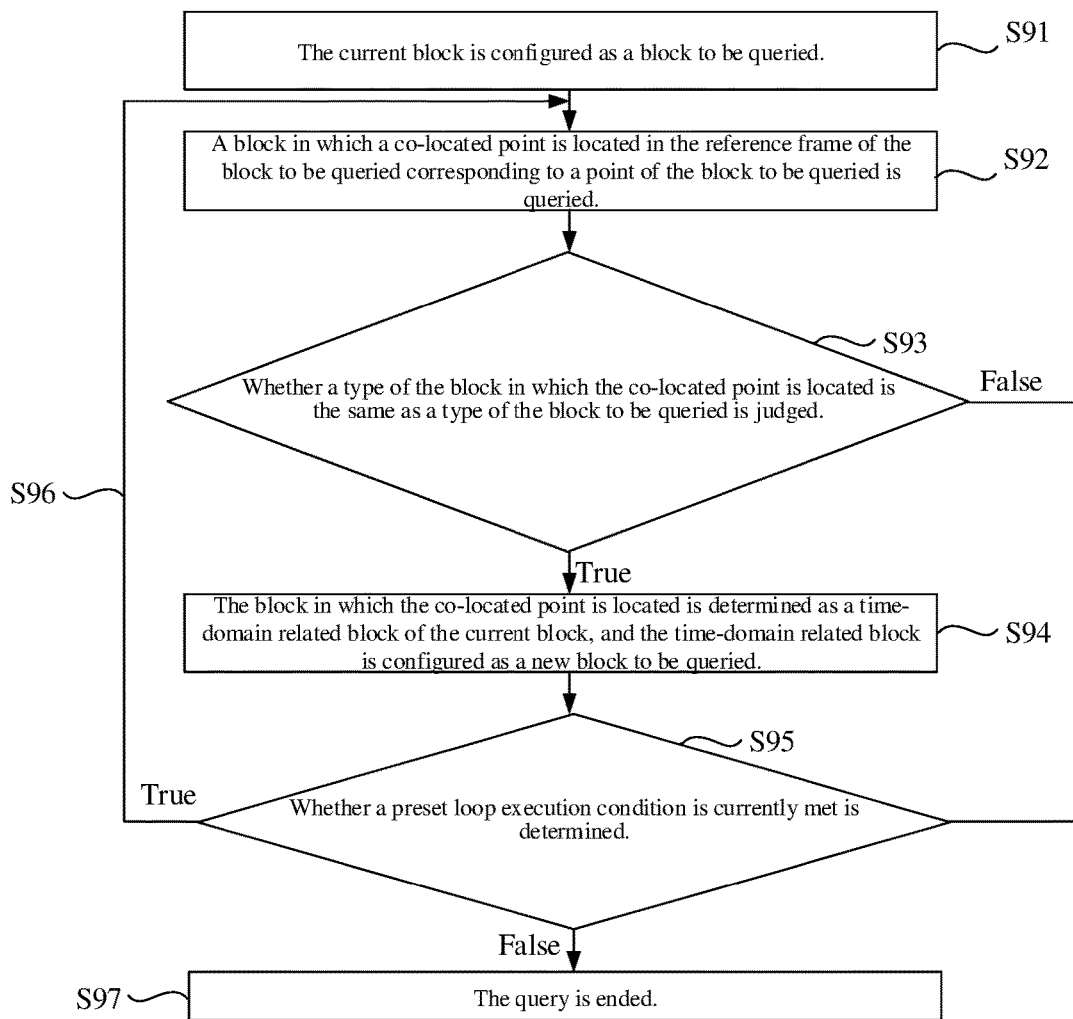 The current block is configured as a block to be queried.
S91
A block in which a co-located point is located in the reference frame of the
block to be queried corresponding to a point of the block to be queried is
queried.
S92
S93
Whether a type of the block in which the co-located point is located is
the same as a type of the block to be queried is judged.
False
S96
True
The block in which the co-located point is located is determined as a time-
domain related block of the current block, and the time-domain related block
is configured as a new block to be queried.
S94
S95
True
Whether a preset loop execution condition is currently met is
determined.
False
S97
The query is ended.